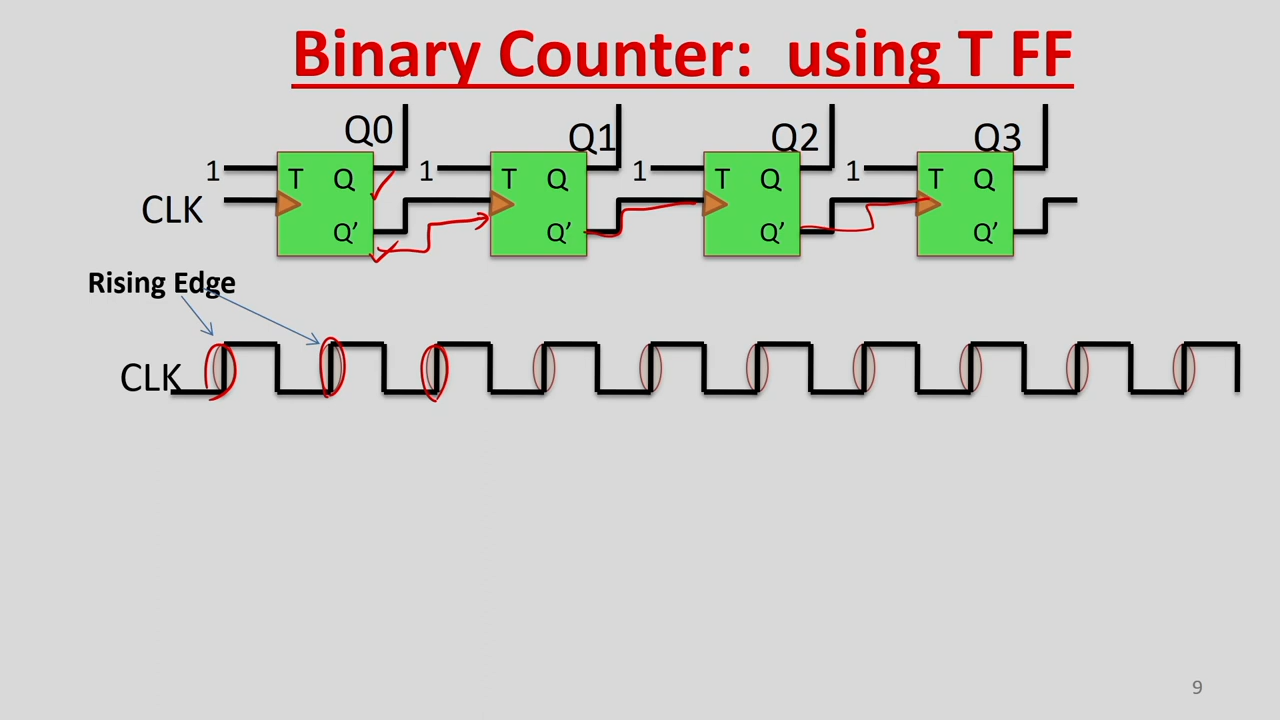 Binary Counter: using T FF
Q0 Q1 Q2 Q3
1 T Q 1 T Q 1 T Q 1 T Q
CLK
Q' Q' Q' Q'
Rising Edge
CLK
9